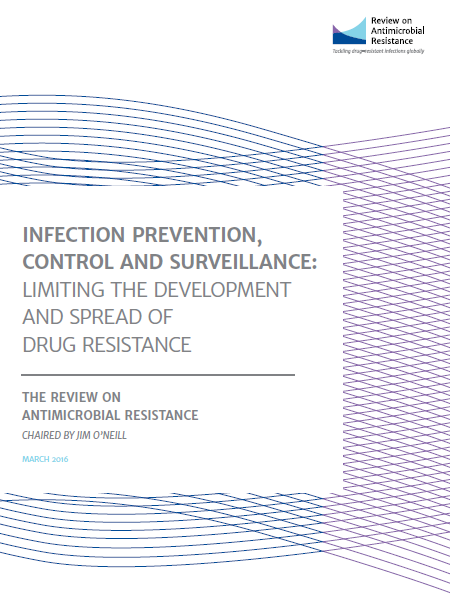 Review on
Antimicrobial
Resistance
Tackling drug-resistant infections globally
INFECTION PREVENTION,
CONTROL AND SURVEILLANCE:
LIMITING THE DEVELOPMENT
AND SPREAD OF
DRUG RESISTANCE
THE REVIEW ON
ANTIMICROBIAL RESISTANCE
CHAIRED BY JIM O'NEILL
MARCH 2016